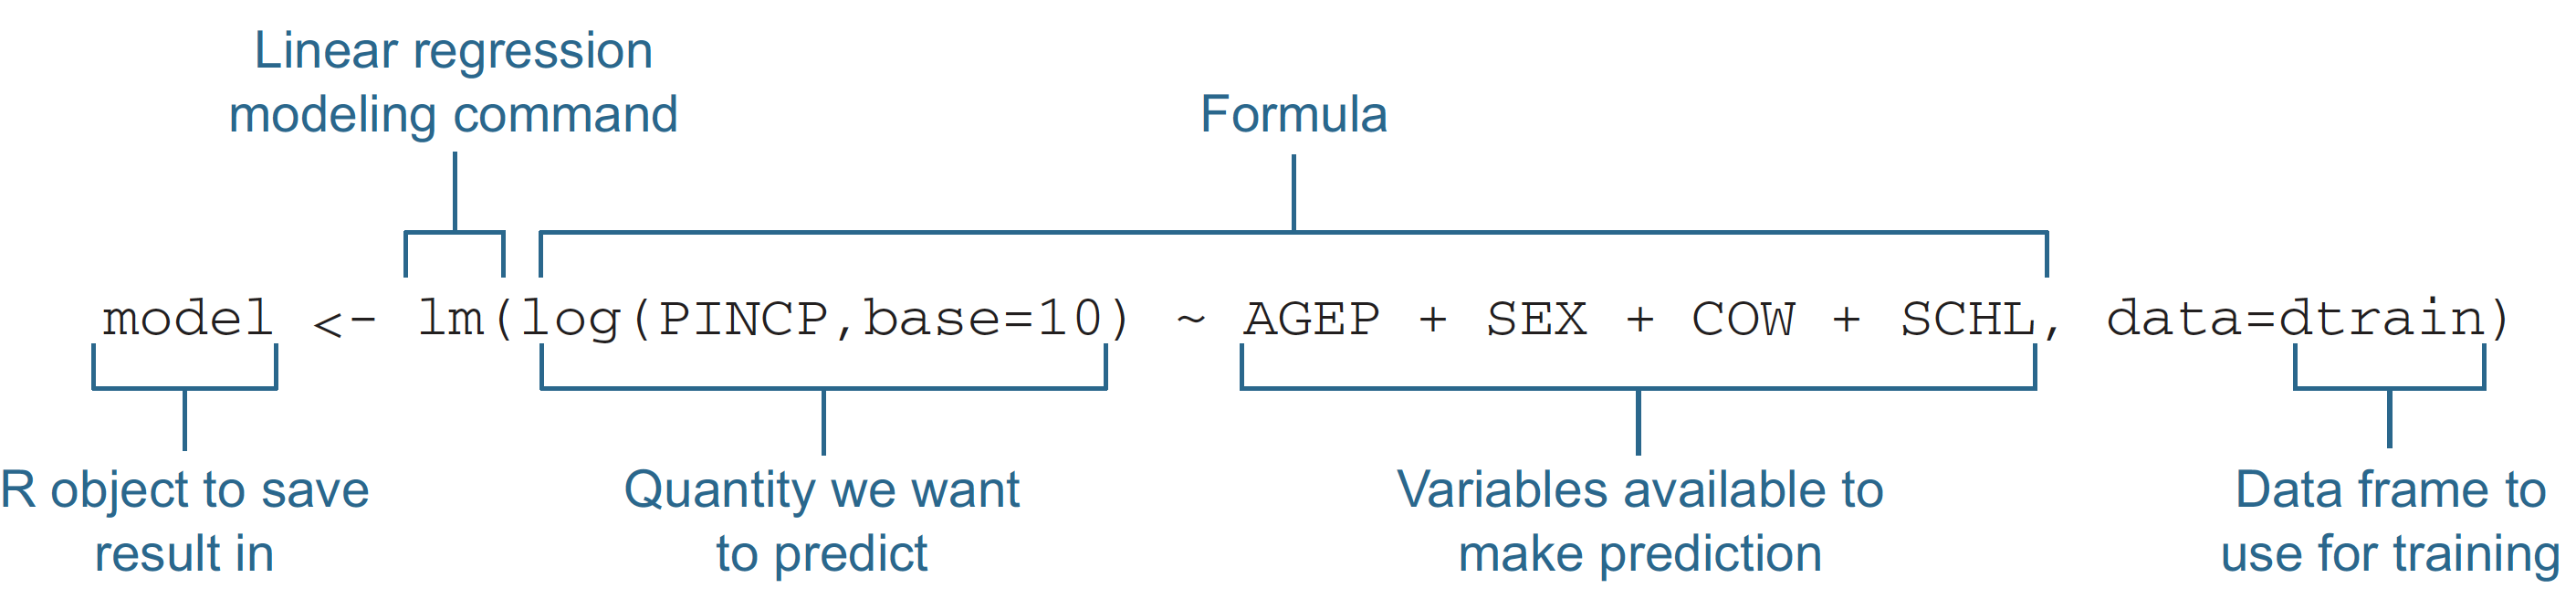 Linear regression
modeling command
Formula
model <- lm(log(PINCP,base=10) ~ AGEP + SEX + COW + SCHL, data=dtrain)
R object to save
result in
Quantity we want
to predict
Variables available to
make prediction
Data frame to
use for training